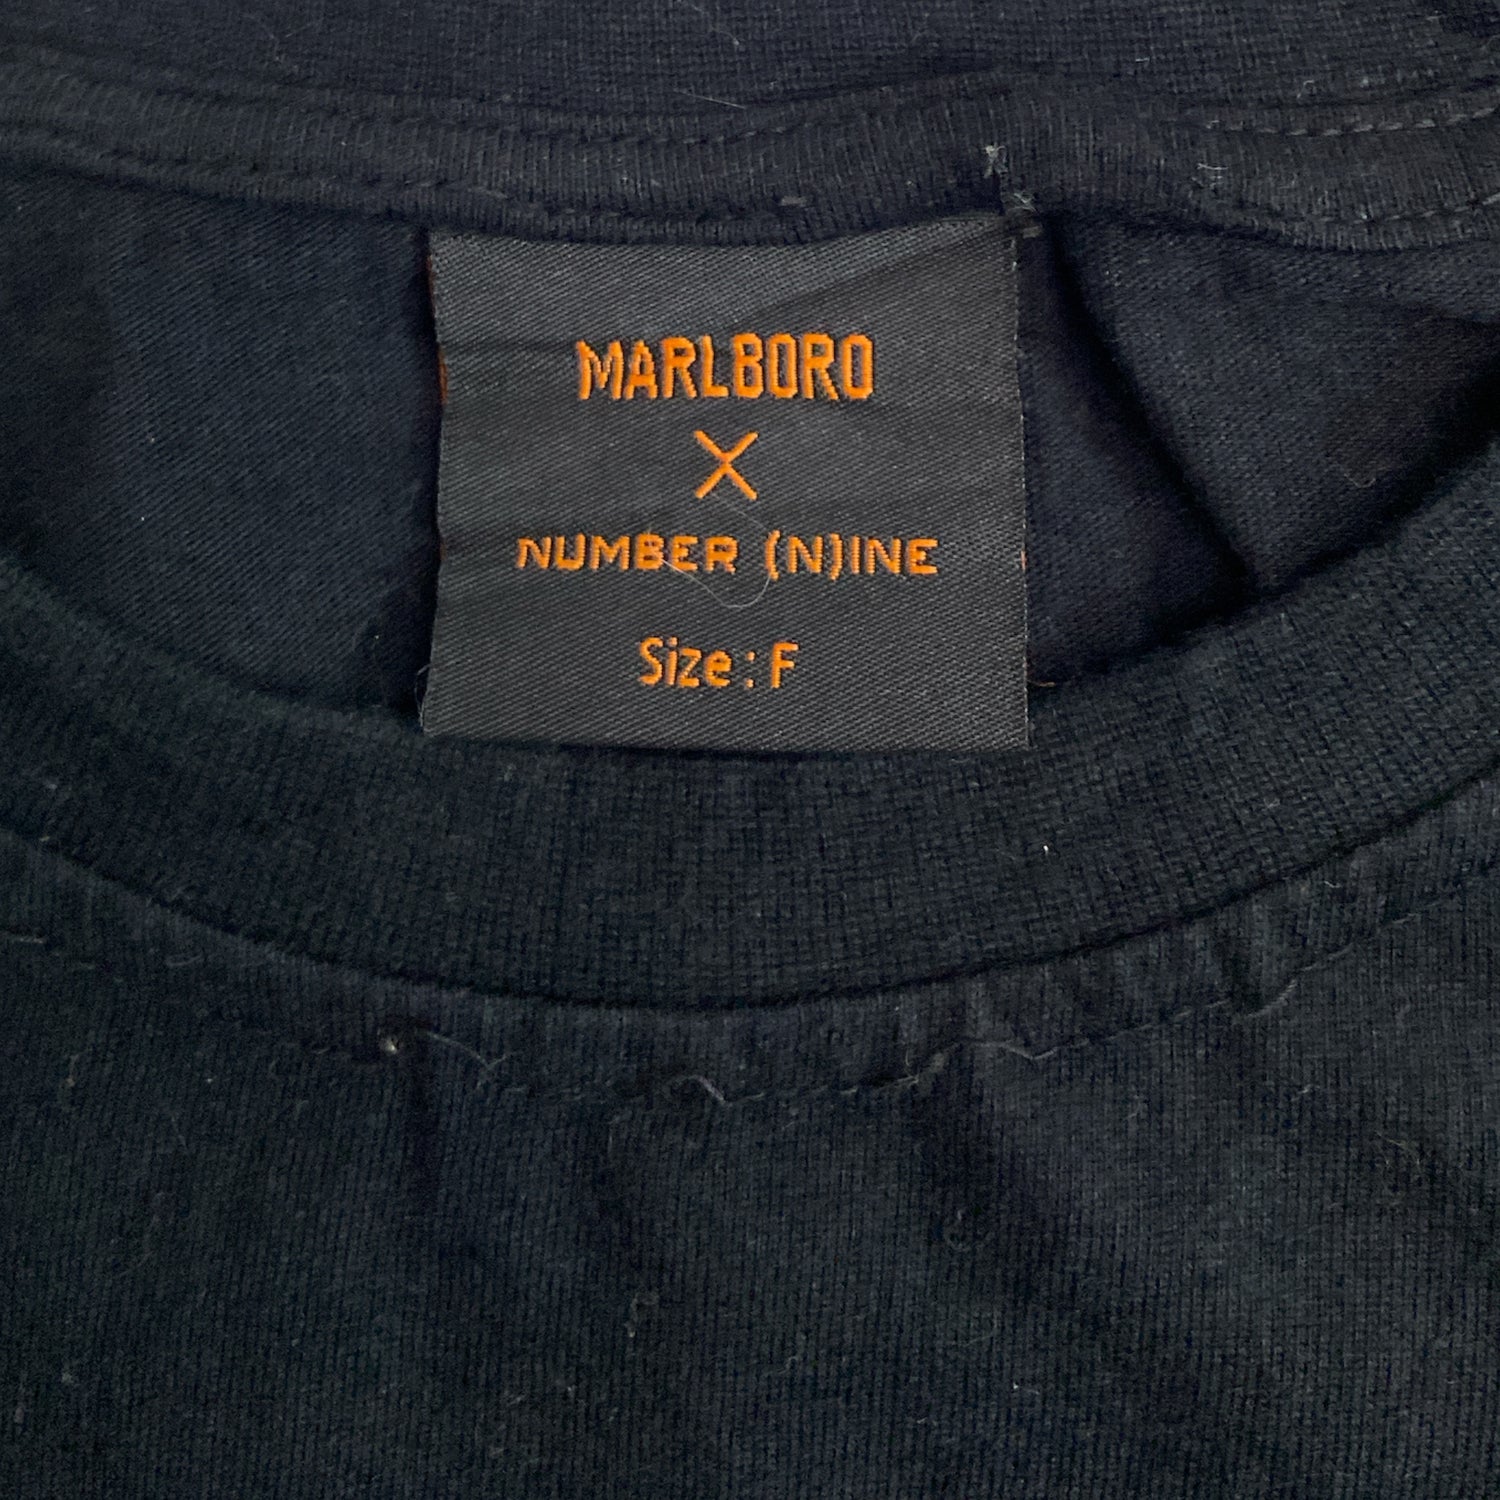 MARLBORO
X
NUMBER (N)INE
Size : F